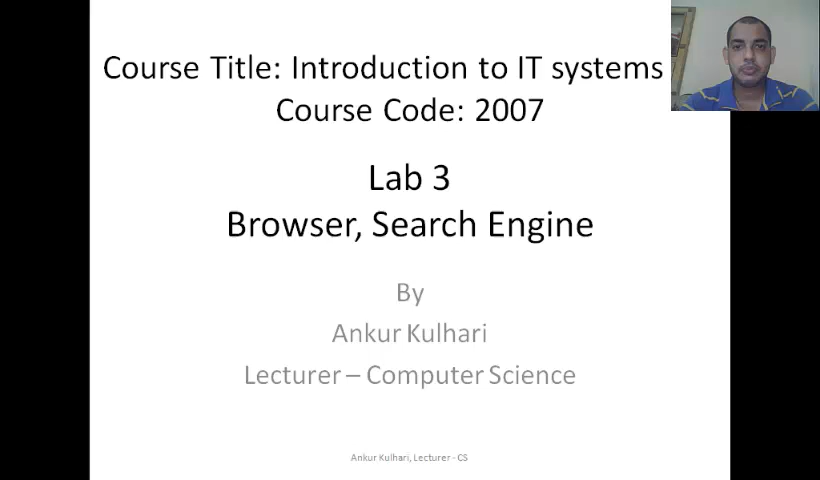 Course Title: Introduction to IT systems
Course Code: 2007
Lab 3
Browser, Search Engine
By
Ankur Kulhari
Lecturer – Computer Science
Ankur Kulhari, Lecturer - CS